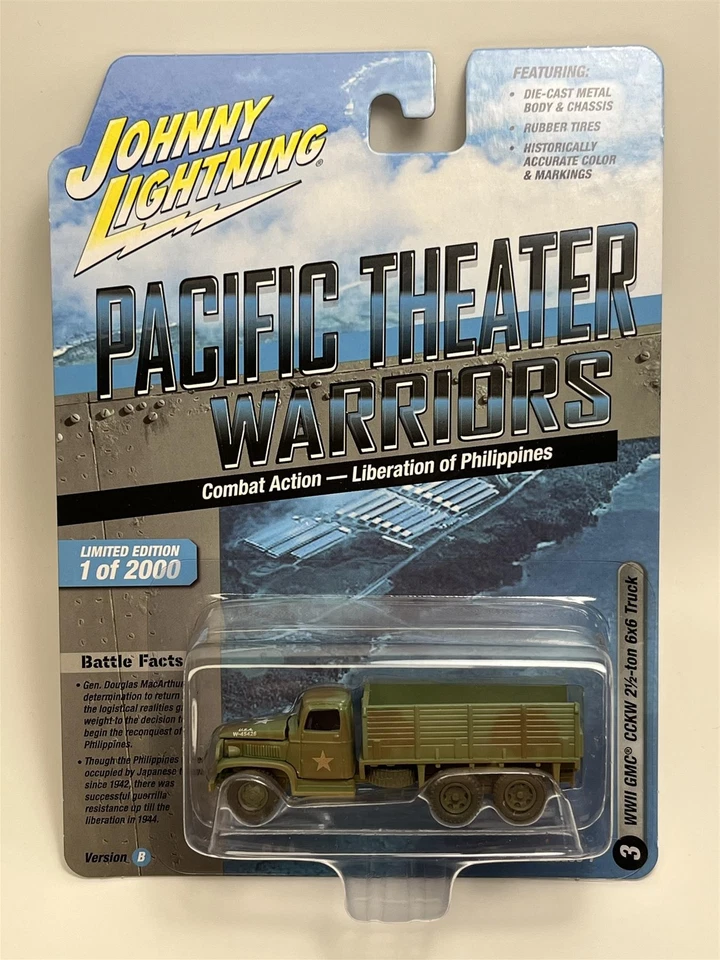 JOHNNY
LIGHTNING®
FEATURING:
• DIE-CAST METAL
BODY & CHASSIS
• RUBBER TIRES
• HISTORICALLY
ACCURATE COLOR
& MARKINGS
PACIFIC THEATER
WARRIORS
Combat Action — Liberation of Philippines
LIMITED EDITION
1 of 2000
Battle Facts
• Gen. Douglas MacArthur
determination to return
the logistical realities
weight to the decision
begin the reconquest of
Philippines.
• Though the Philippines
occupied by Japanese
since 1942, there was
successful guerrilla
resistance up till the
liberation in 1944.
Version B
U.S.A.
3 WWII GMC® CCKW 2½-ton 6x6 Truck